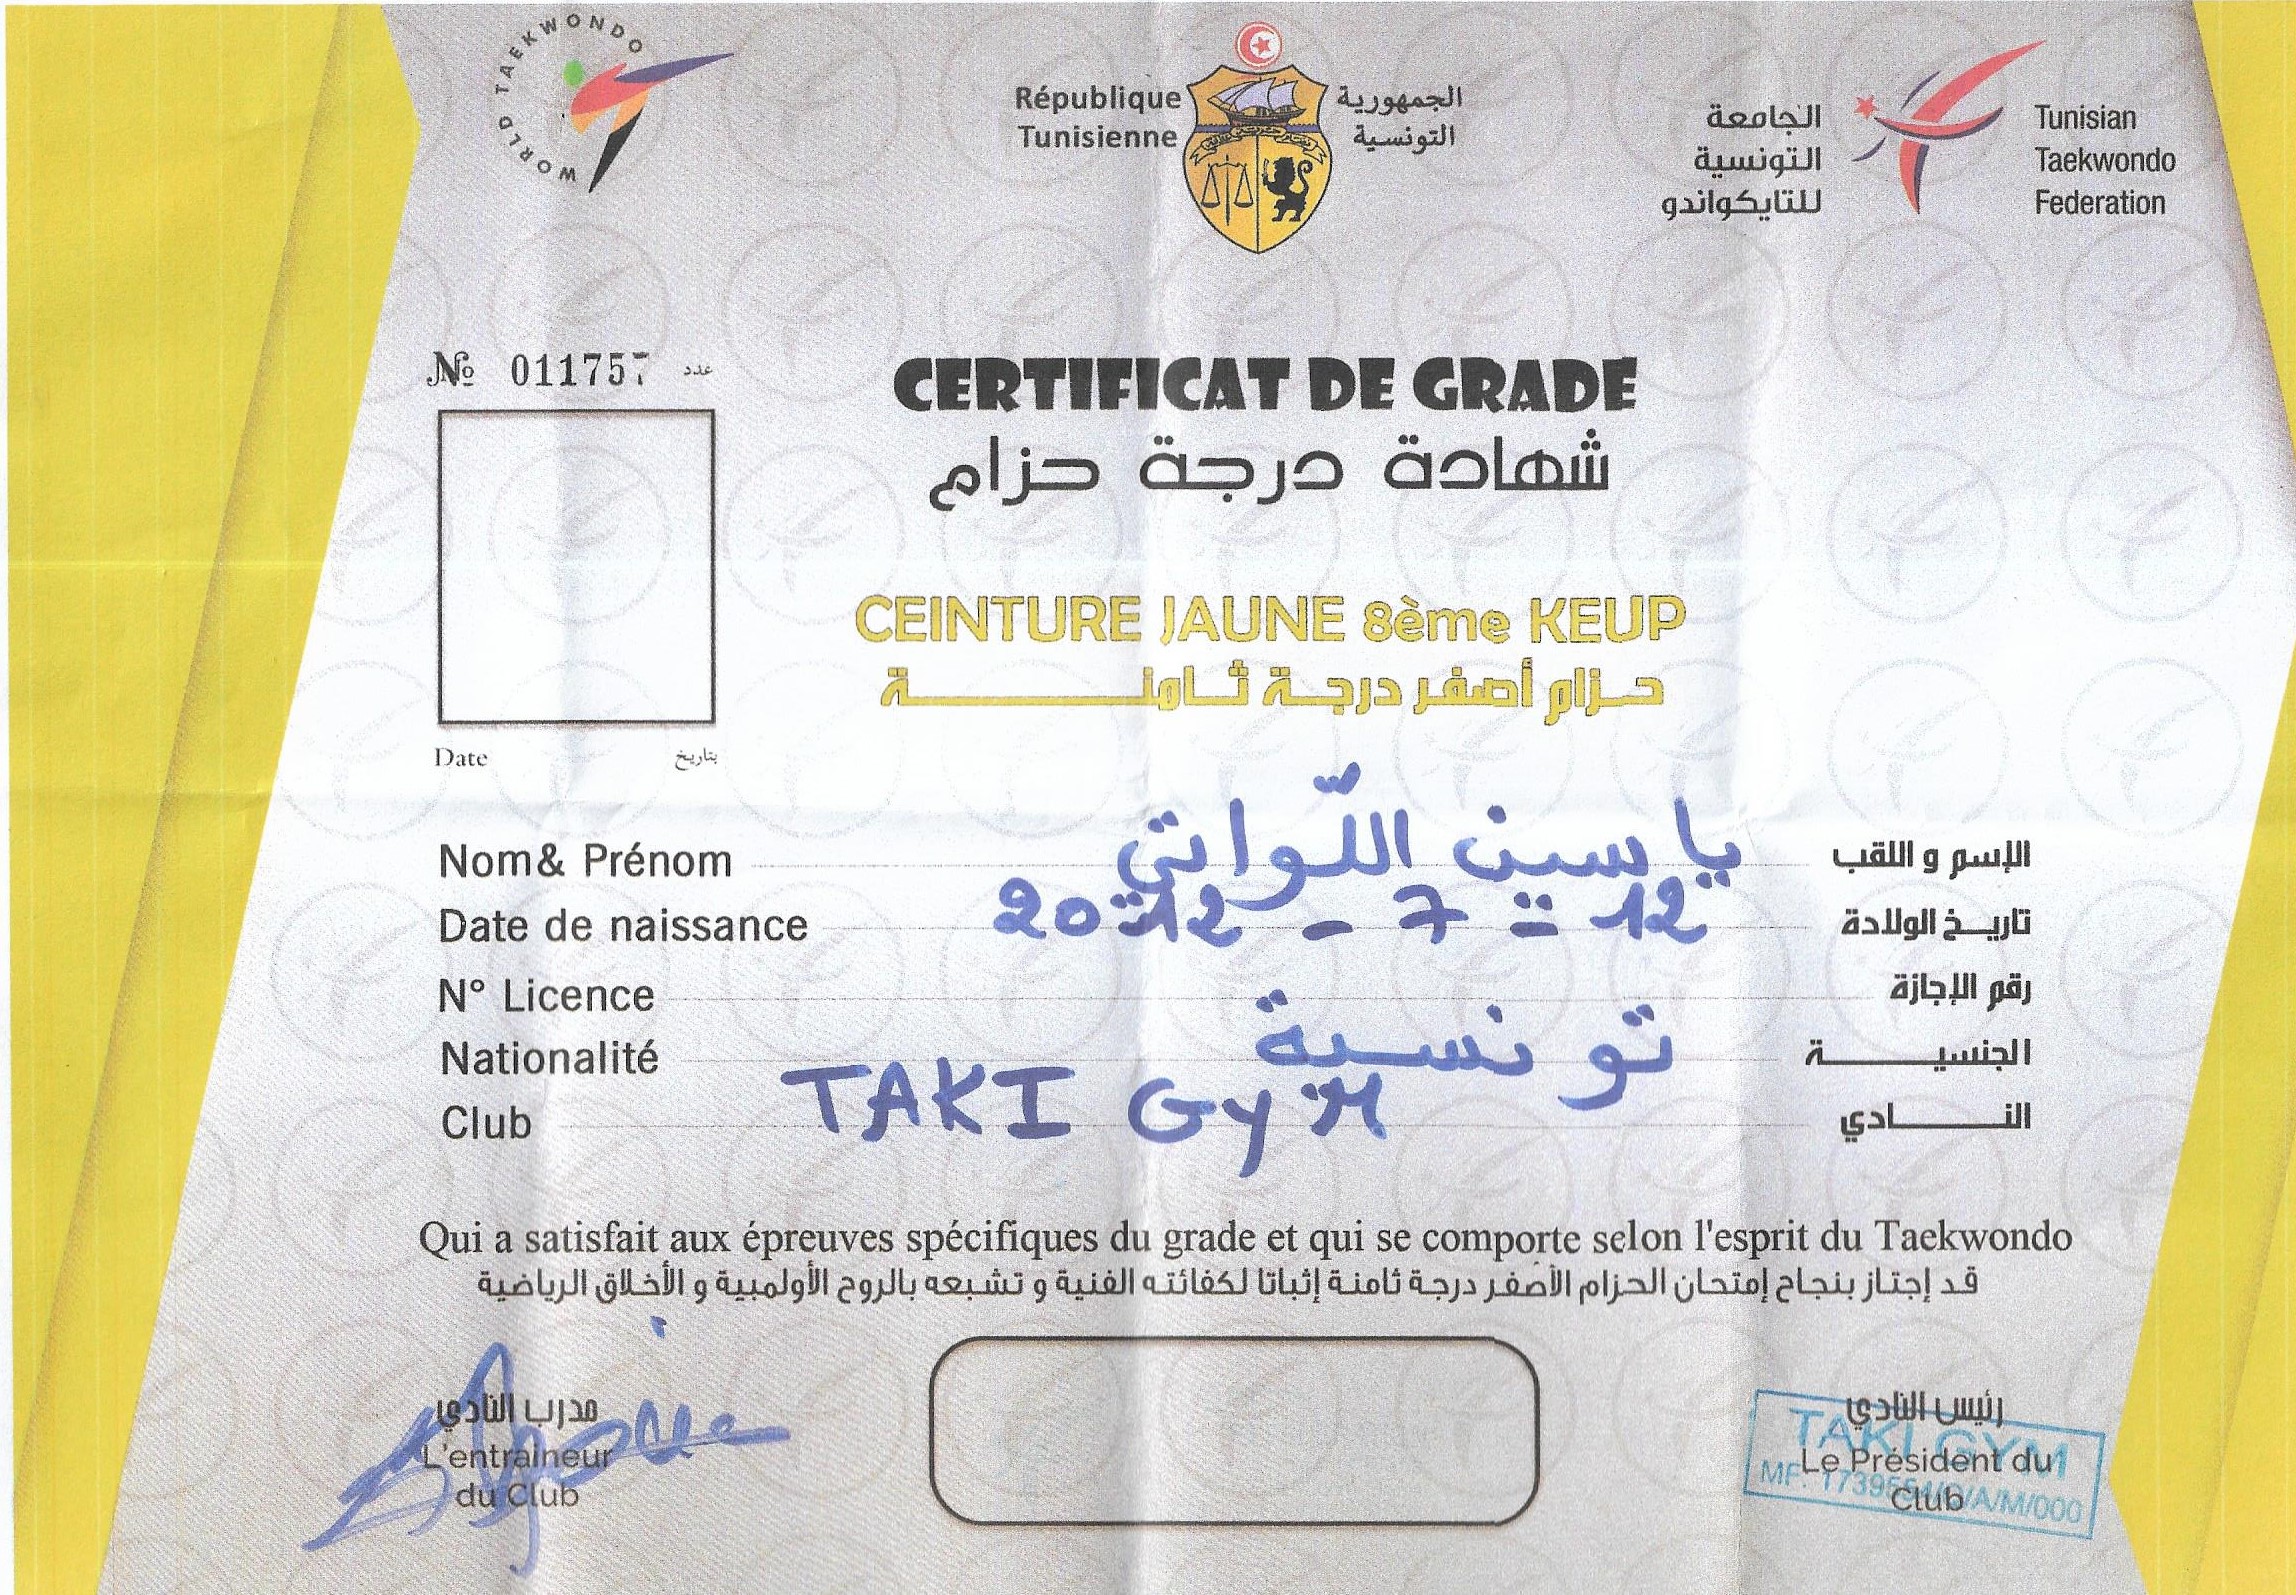 WORLD TAEKWONDO
République Tunisienne
الجمهورية التونسية
الجامعة التونسية للتايكواندو
Tunisian Taekwondo Federation
№ 011757 عدد
CERTIFICAT DE GRADE
شهادة درجة حزام
CEINTURE JAUNE 8ème KEUP
حزام أصفر درجة ثامنة
Date بتاريخ
Nom& Prénom ياسين اللّواتي الإسم و اللقب
Date de naissance 2012 - 7 - 12 تاريخ الولادة
N° Licence رقم الإجازة
Nationalité تونسية الجنسية
Club TAKI GyM النادي
Qui a satisfait aux épreuves spécifiques du grade et qui se comporte selon l'esprit du Taekwondo
قد إجتاز بنجاح إمتحان الحزام الأصفر درجة ثامنة إثباتا لكفائته الفنية و تشبعه بالروح الأولمبية و الأخلاق الرياضية
مدرب النادي
L'entraineur
du Club
رئيس النادي
Le Président du
Club
TAKI GYM